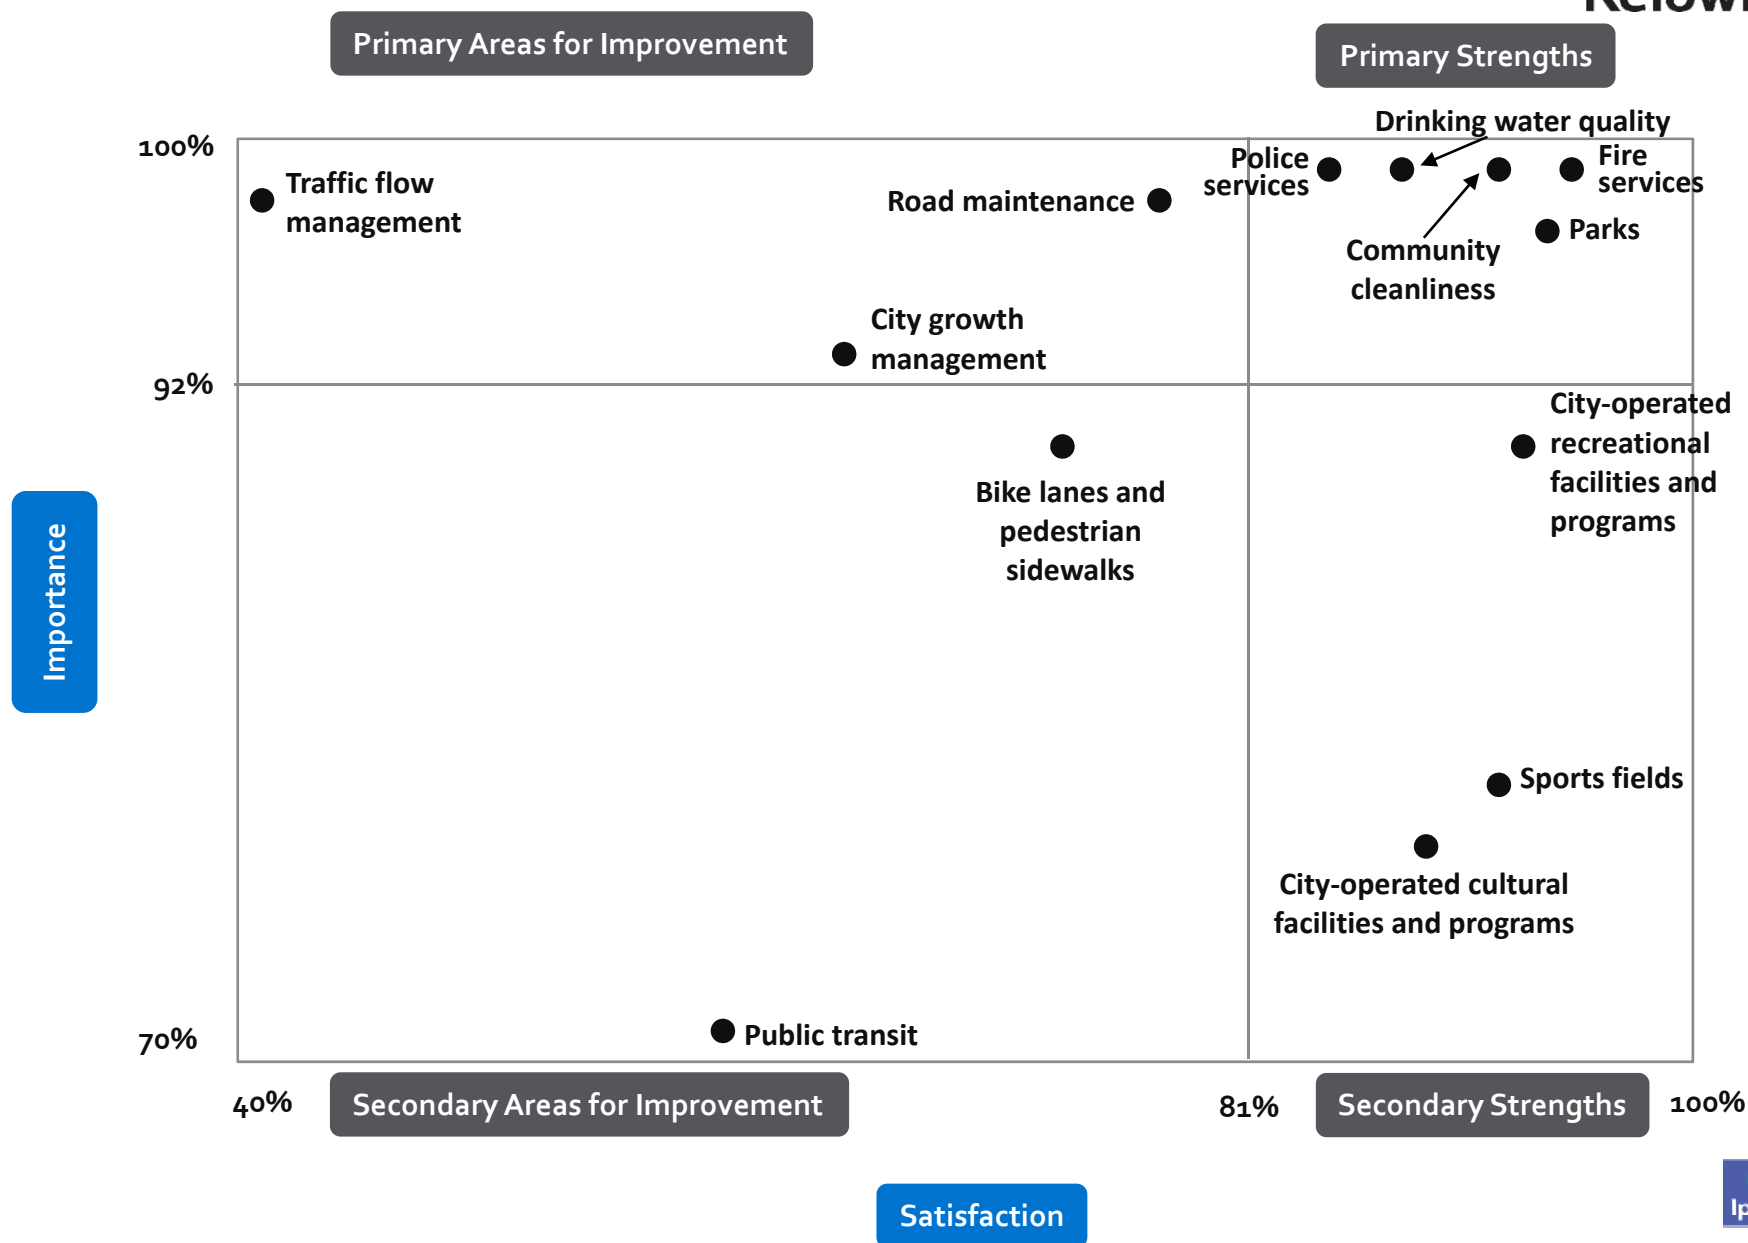 Primary Areas for Improvement
Primary Strengths
Drinking water quality
100%
Police
services
Fire
services
Traffic flow
management
Road maintenance
Parks
Community
cleanliness
City growth
management
92%
City-operated
recreational
facilities and
programs
Bike lanes and
pedestrian
sidewalks
Importance
Sports fields
City-operated cultural
facilities and programs
70%
Public transit
40%
Secondary Areas for Improvement
81%
Secondary Strengths
100%
Satisfaction